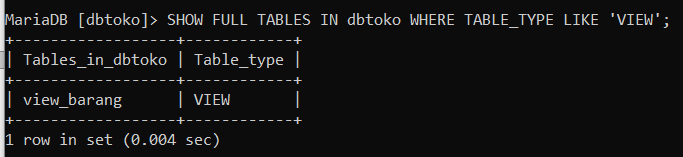 MariaDB [dbtoko]> SHOW FULL TABLES IN dbtoko WHERE TABLE_TYPE LIKE 'VIEW';
+------------------+------------+
| Tables_in_dbtoko | Table_type |
+------------------+------------+
| view_barang      | VIEW       |
+------------------+------------+
1 row in set (0.004 sec)